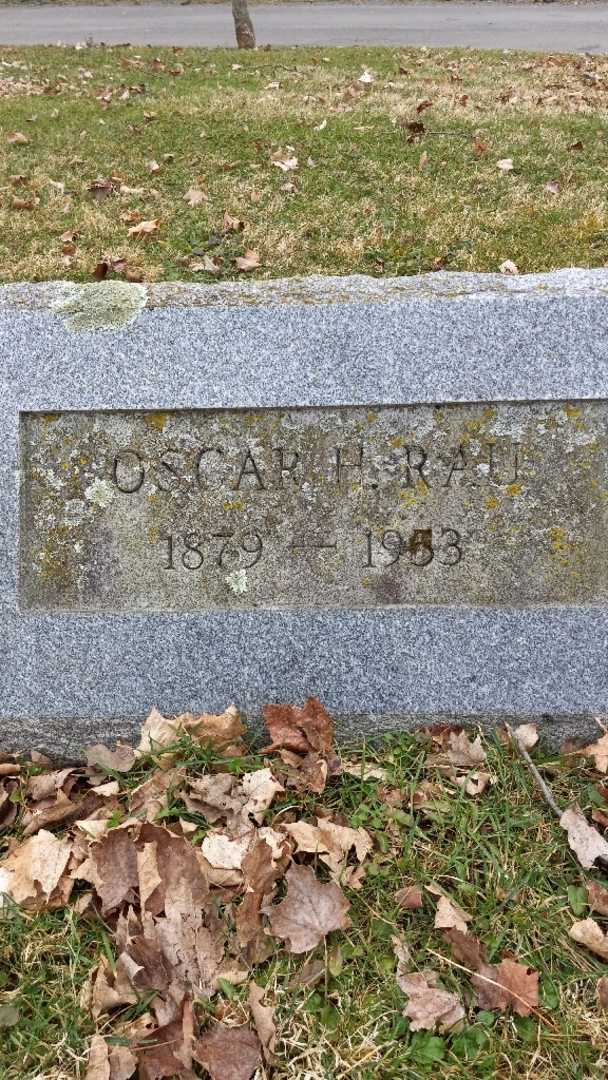 OSCAR H. RAU
1879 — 1953